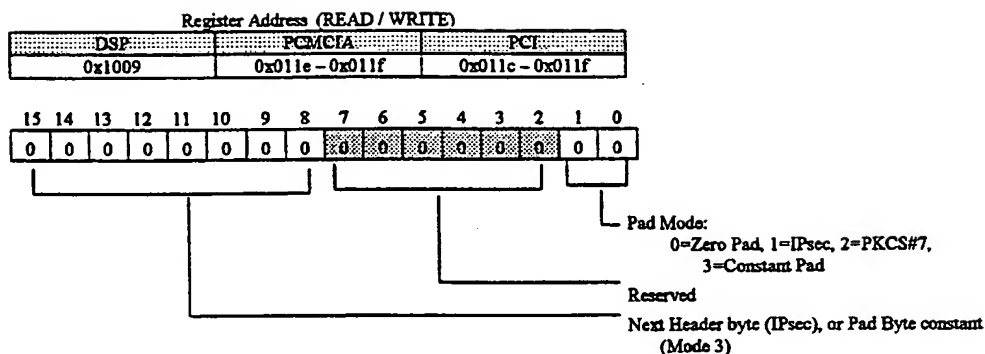 Register Address (READ / WRITE)
DSP PCMCIA PCI
0x1009 0x011e – 0x011f 0x011c – 0x011f
15 14 13 12 11 10 9 8 7 6 5 4 3 2 1 0
0 0 0 0 0 0 0 0 0 0 0 0 0 0 0 0
Pad Mode:
0=Zero Pad, 1=IPsec, 2=PKCS#7,
3=Constant Pad
Reserved
Next Header byte (IPsec), or Pad Byte constant
(Mode 3)